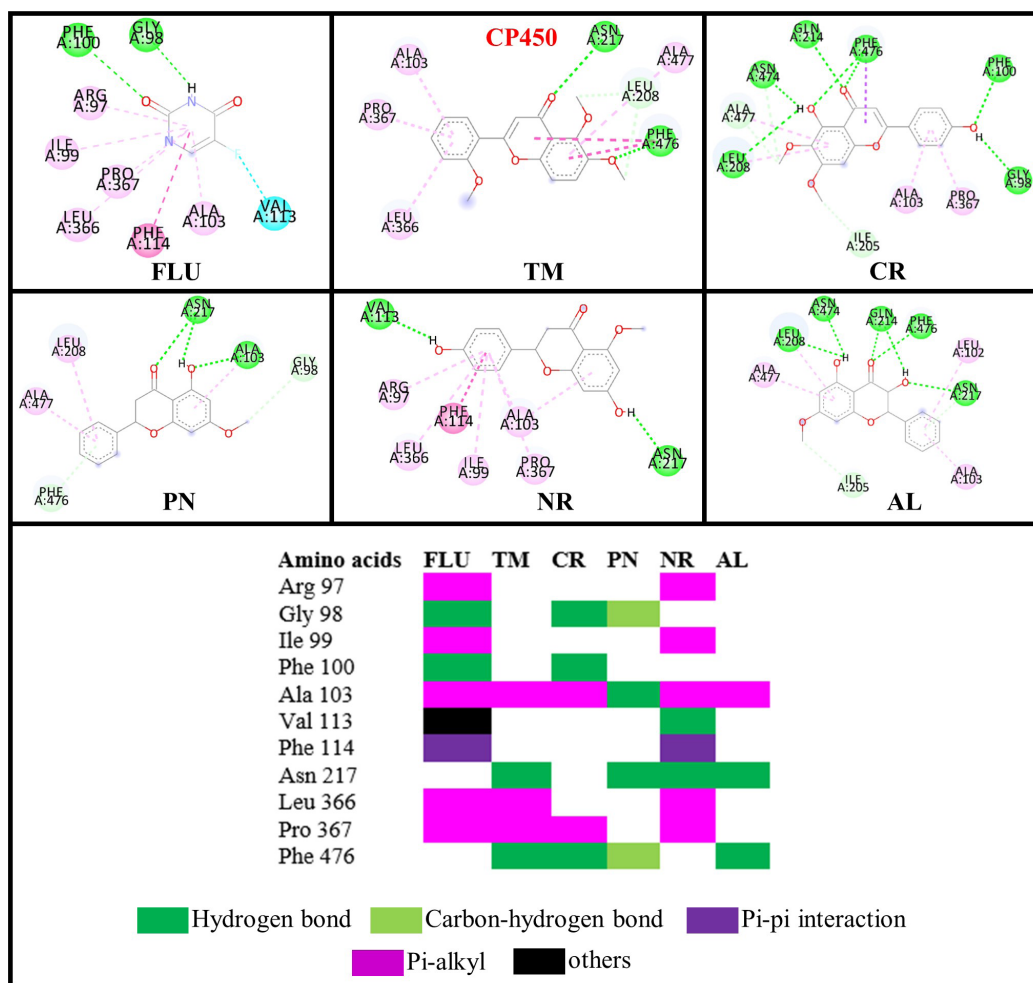 PHE
A:100
GLY
A:98
H
N
O
O
ARG
A:97
ILE
A:99
N
F
PRO
A:367
LEU
A:366
PHE
A:114
ALA
A:103
VAL
A:113
FLU
CP450
ASN
A:217
ALA
A:103
ALA
A:477
O
O
LEU
A:208
PRO
A:367
PHE
A:476
O
O
O
LEU
A:366
TM
GLN
A:214
PHE
A:476
ASN
A:474
PHE
A:100
O
H
O
O
H
ALA
A:477
O
O
O
LEU
A:208
GLY
A:98
ALA
A:103
PRO
A:367
ILE
A:205
CR
ASN
A:217
LEU
A:208
ALA
A:103
GLY
A:98
H
O
O
ALA
A:477
O
O
PHE
A:476
PN
VAL
A:113
H
O
O
O
ARG
A:97
PHE
A:114
O
O
H
LEU
A:366
ILE
A:99
ALA
A:103
PRO
A:367
ASN
A:217
NR
ASN
A:474
GLN
A:214
PHE
A:476
LEU
A:208
LEU
A:102
H
H
O
O
O
ALA
A:477
ASN
A:217
O
O
ILE
A:205
ALA
A:103
AL
Amino acids FLU TM CR PN NR AL
Arg 97
Gly 98
Ile 99
Phe 100
Ala 103
Val 113
Phe 114
Asn 217
Leu 366
Pro 367
Phe 476
Hydrogen bond Carbon-hydrogen bond Pi-pi interaction
Pi-alkyl others